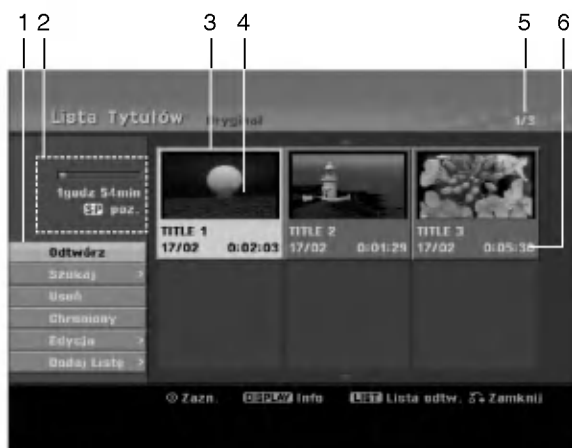 1 2 3 4 5 6
Lista Tytułów Oryginał 1/3
1godz 54min
SP poz.
TITLE 1
17/02 0:02:03
TITLE 2
17/02 0:01:29
TITLE 3
17/02 0:05:36
Odtwórz
Szukaj >
Usuń
Chroniony
Edycja >
Dodaj Listę >
Zazn. DISPLAY Info LIST Lista odtw. Zamknij